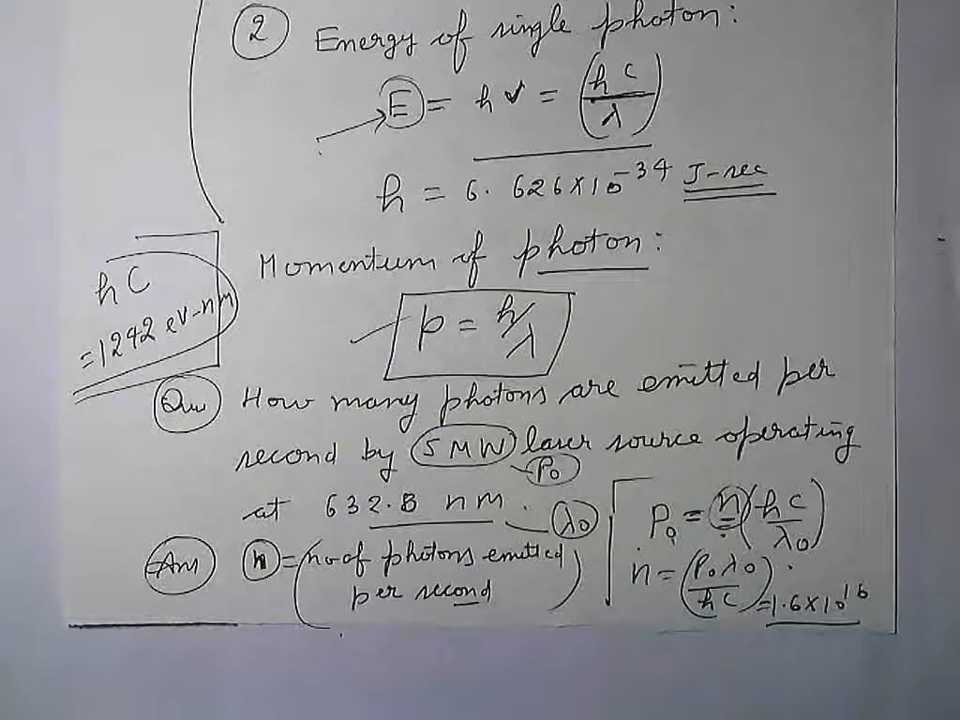 2 Energy of single photon:
E = hν = (hc/λ)
h = 6.626×10⁻³⁴ J-sec
Momentum of photon:
hC
=1242 eV-nm
p = h/λ
Qus How many photons are emitted per
second by 5MW laser source operating
P₀
at 632.8 nm. λ₀
P₀ = n(hc/λ₀)
Ans n = (no of photons emitted
per second)
n = (P₀λ₀/hc) = 1.6×10¹⁶